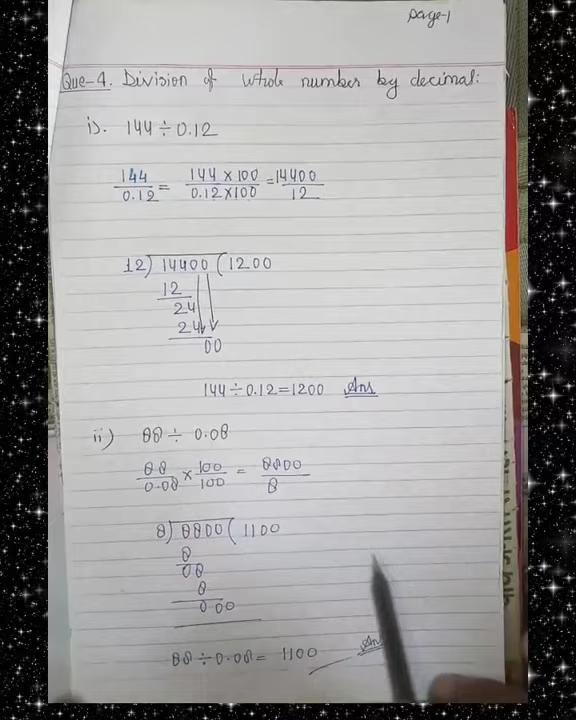 Page-1
Que-4. Division of whole number by decimal:
i). 144 ÷ 0.12
144/0.12 = 144 × 100/0.12 × 100 = 14400/12
12) 14400 (1200
12
24
24
00
144 ÷ 0.12 = 1200 Ans
ii) 88 ÷ 0.08
88/0.08 × 100/100 = 8800/8
8) 8800 (1100
8
08
8
000
88 ÷ 0.08 = 1100 Ans